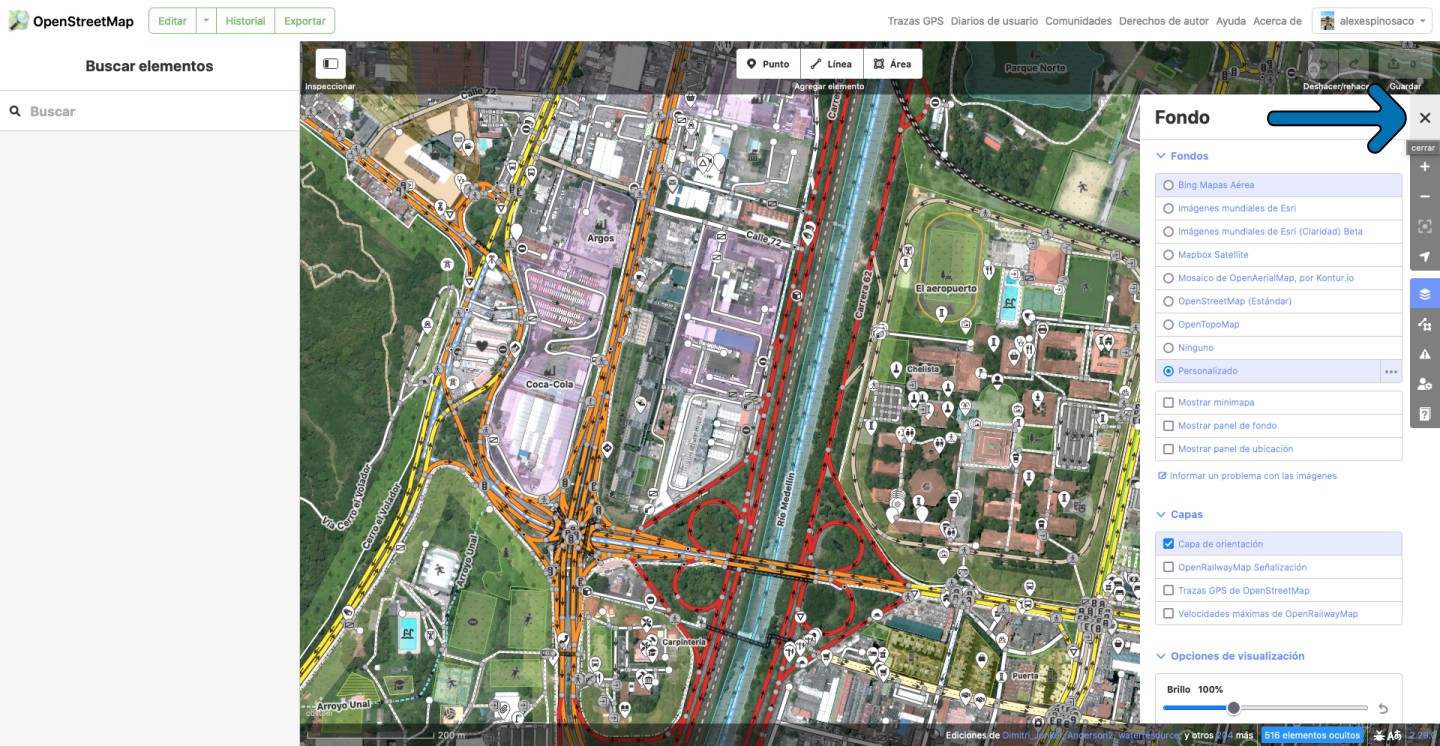 OpenStreetMap
Editar
Historial
Exportar
Trazas GPS
Diarios de usuario
Comunidades
Derechos de autor
Ayuda
Acerca de
alexespinosaco
Buscar elementos
Buscar
Inspeccionar
Punto
Línea
Área
Agregar elemento
Deshacer/rehacer
Guardar
Parque Norte
Calle 72
Argos
Calle 72
El aeropuerto
Carrera 62
Coca-Cola
Chelista
Río Medellín
Vía Cerro el Volador
Cerro el Volador
Arroyo Unal
Carpintería
Puerta
Arroyo Unal
200 m
Fondo
cerrar
Fondos
Bing Mapas Aérea
Imágenes mundiales de Esri
Imágenes mundiales de Esri (Claridad) Beta
Mapbox Satellite
Mosaico de OpenAerialMap, por Kontur.io
OpenStreetMap (Estándar)
OpenTopoMap
Ninguno
Personalizado
Mostrar minimapa
Mostrar panel de fondo
Mostrar panel de ubicación
Informar un problema con las imágenes
Capas
Capa de orientación
OpenRailwayMap Señalización
Trazas GPS de OpenStreetMap
Velocidades máximas de OpenRailwayMap
Opciones de visualización
Brillo 100%
Ediciones de Dimitri_Junker, Anderson2, waterresource, y otros 204 más
516 elementos ocultos
2.29.0